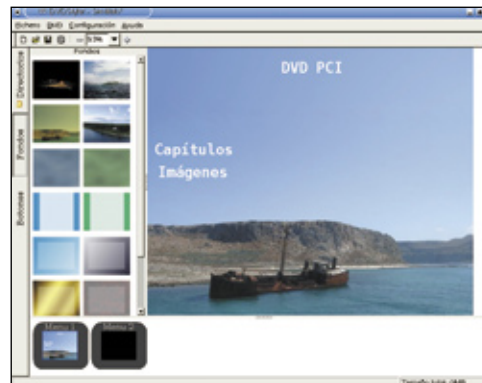 Fichero DVD Configuración Ayuda
Fondos
Directorios
Fondos
Botones
DVD PCI
Capítulos
Imágenes
Menu 1
Menu 2